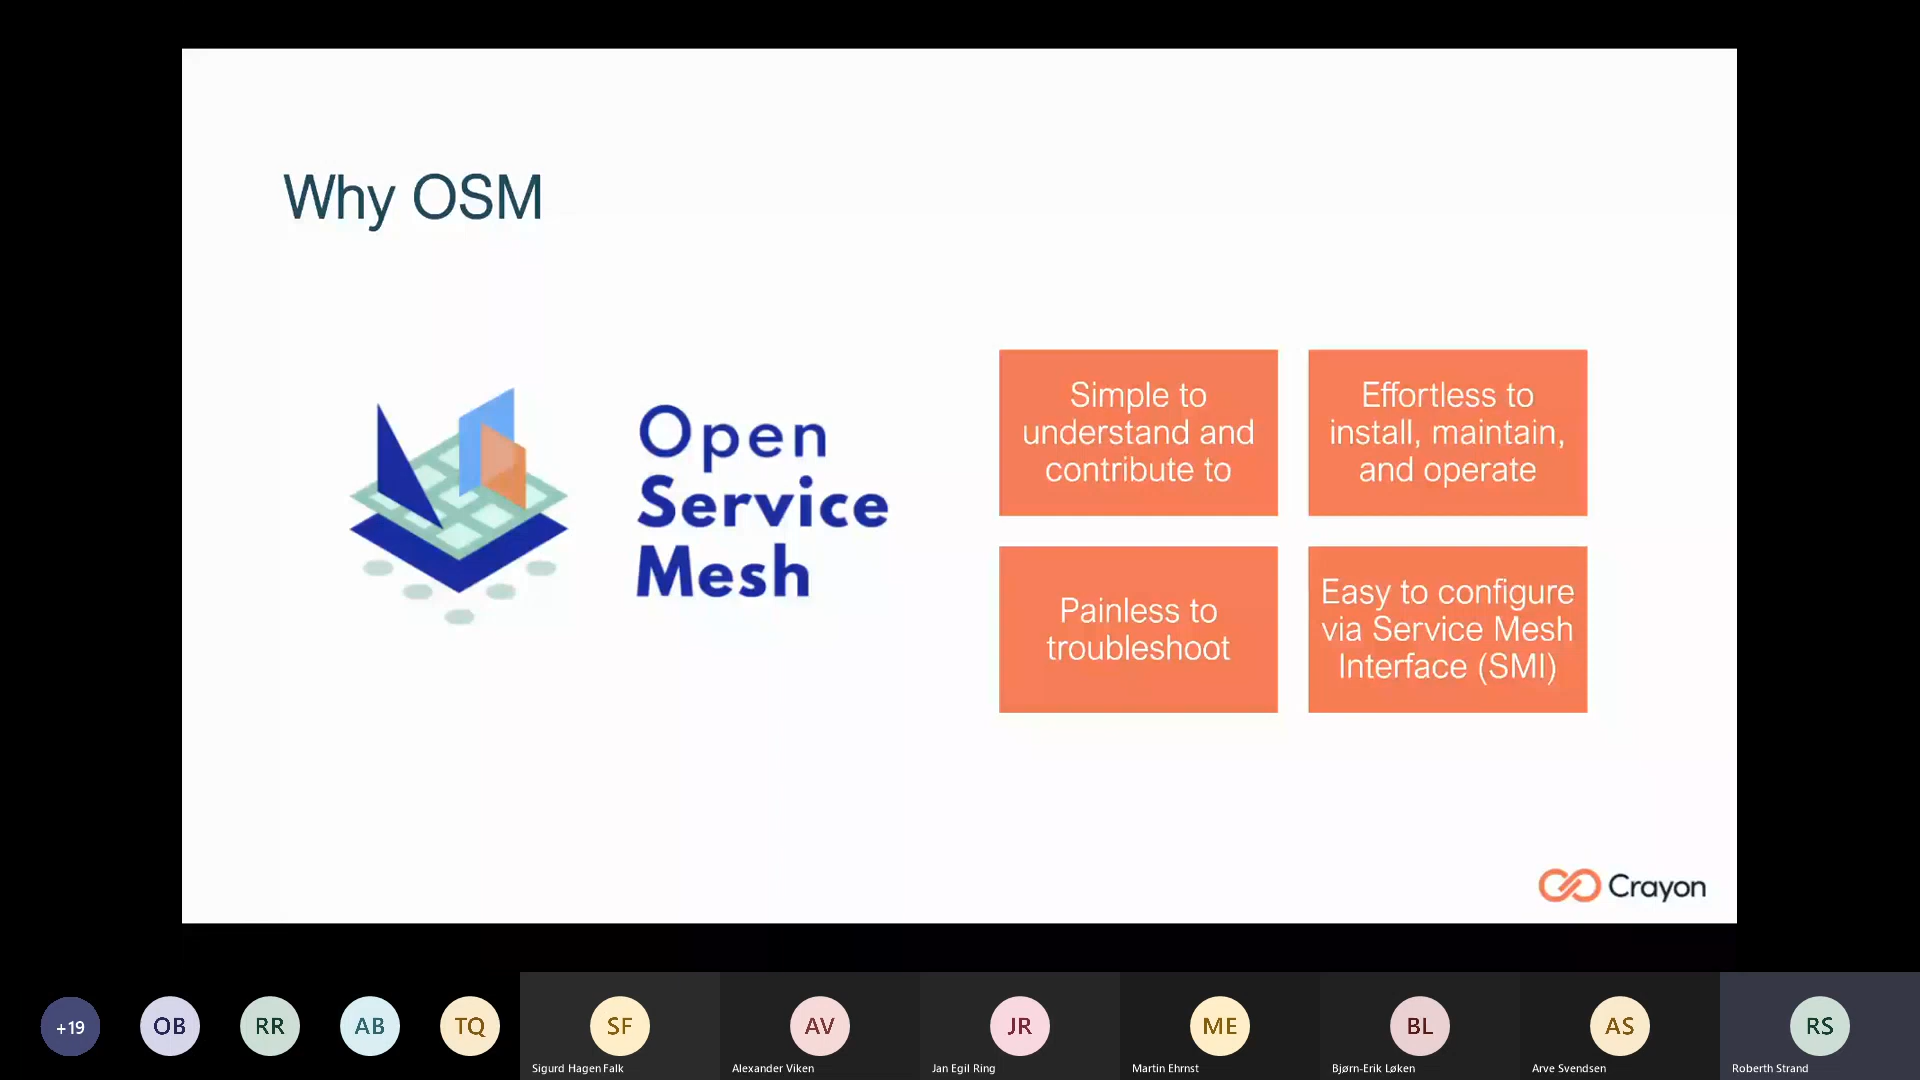 Why OSM
Open
Service
Mesh
Simple to
understand and
contribute to
Effortless to
install, maintain,
and operate
Painless to
troubleshoot
Easy to configure
via Service Mesh
Interface (SMI)
Crayon
+19
OB
RR
AB
TQ
SF
Sigurd Hagen Falk
AV
Alexander Viken
JR
Jan Egil Ring
ME
Martin Ehrnst
BL
Bjørn-Erik Løken
AS
Arve Svendsen
RS
Roberth Strand